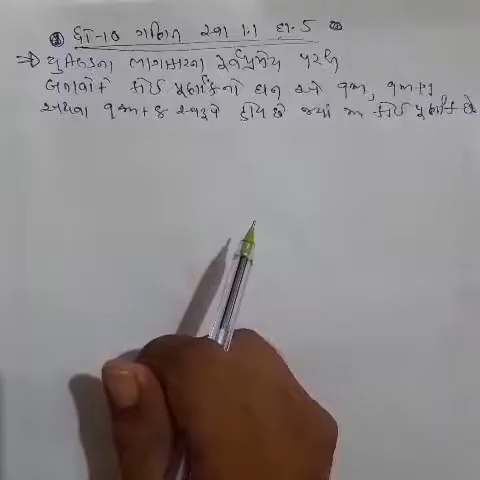 ધો-10 ગણિત સ્વા 1.1 દા. 5
યુક્લિડના ભાગાકારના પૂર્વપ્રમેય પરથી
બતાવો કે કોઈ પૂર્ણાંકનો ઘન એ 9m, 9m+1,
અથવા 9m+8 સ્વરૂપે હોય છે જ્યાં m કોઈ પૂર્ણાંક છે